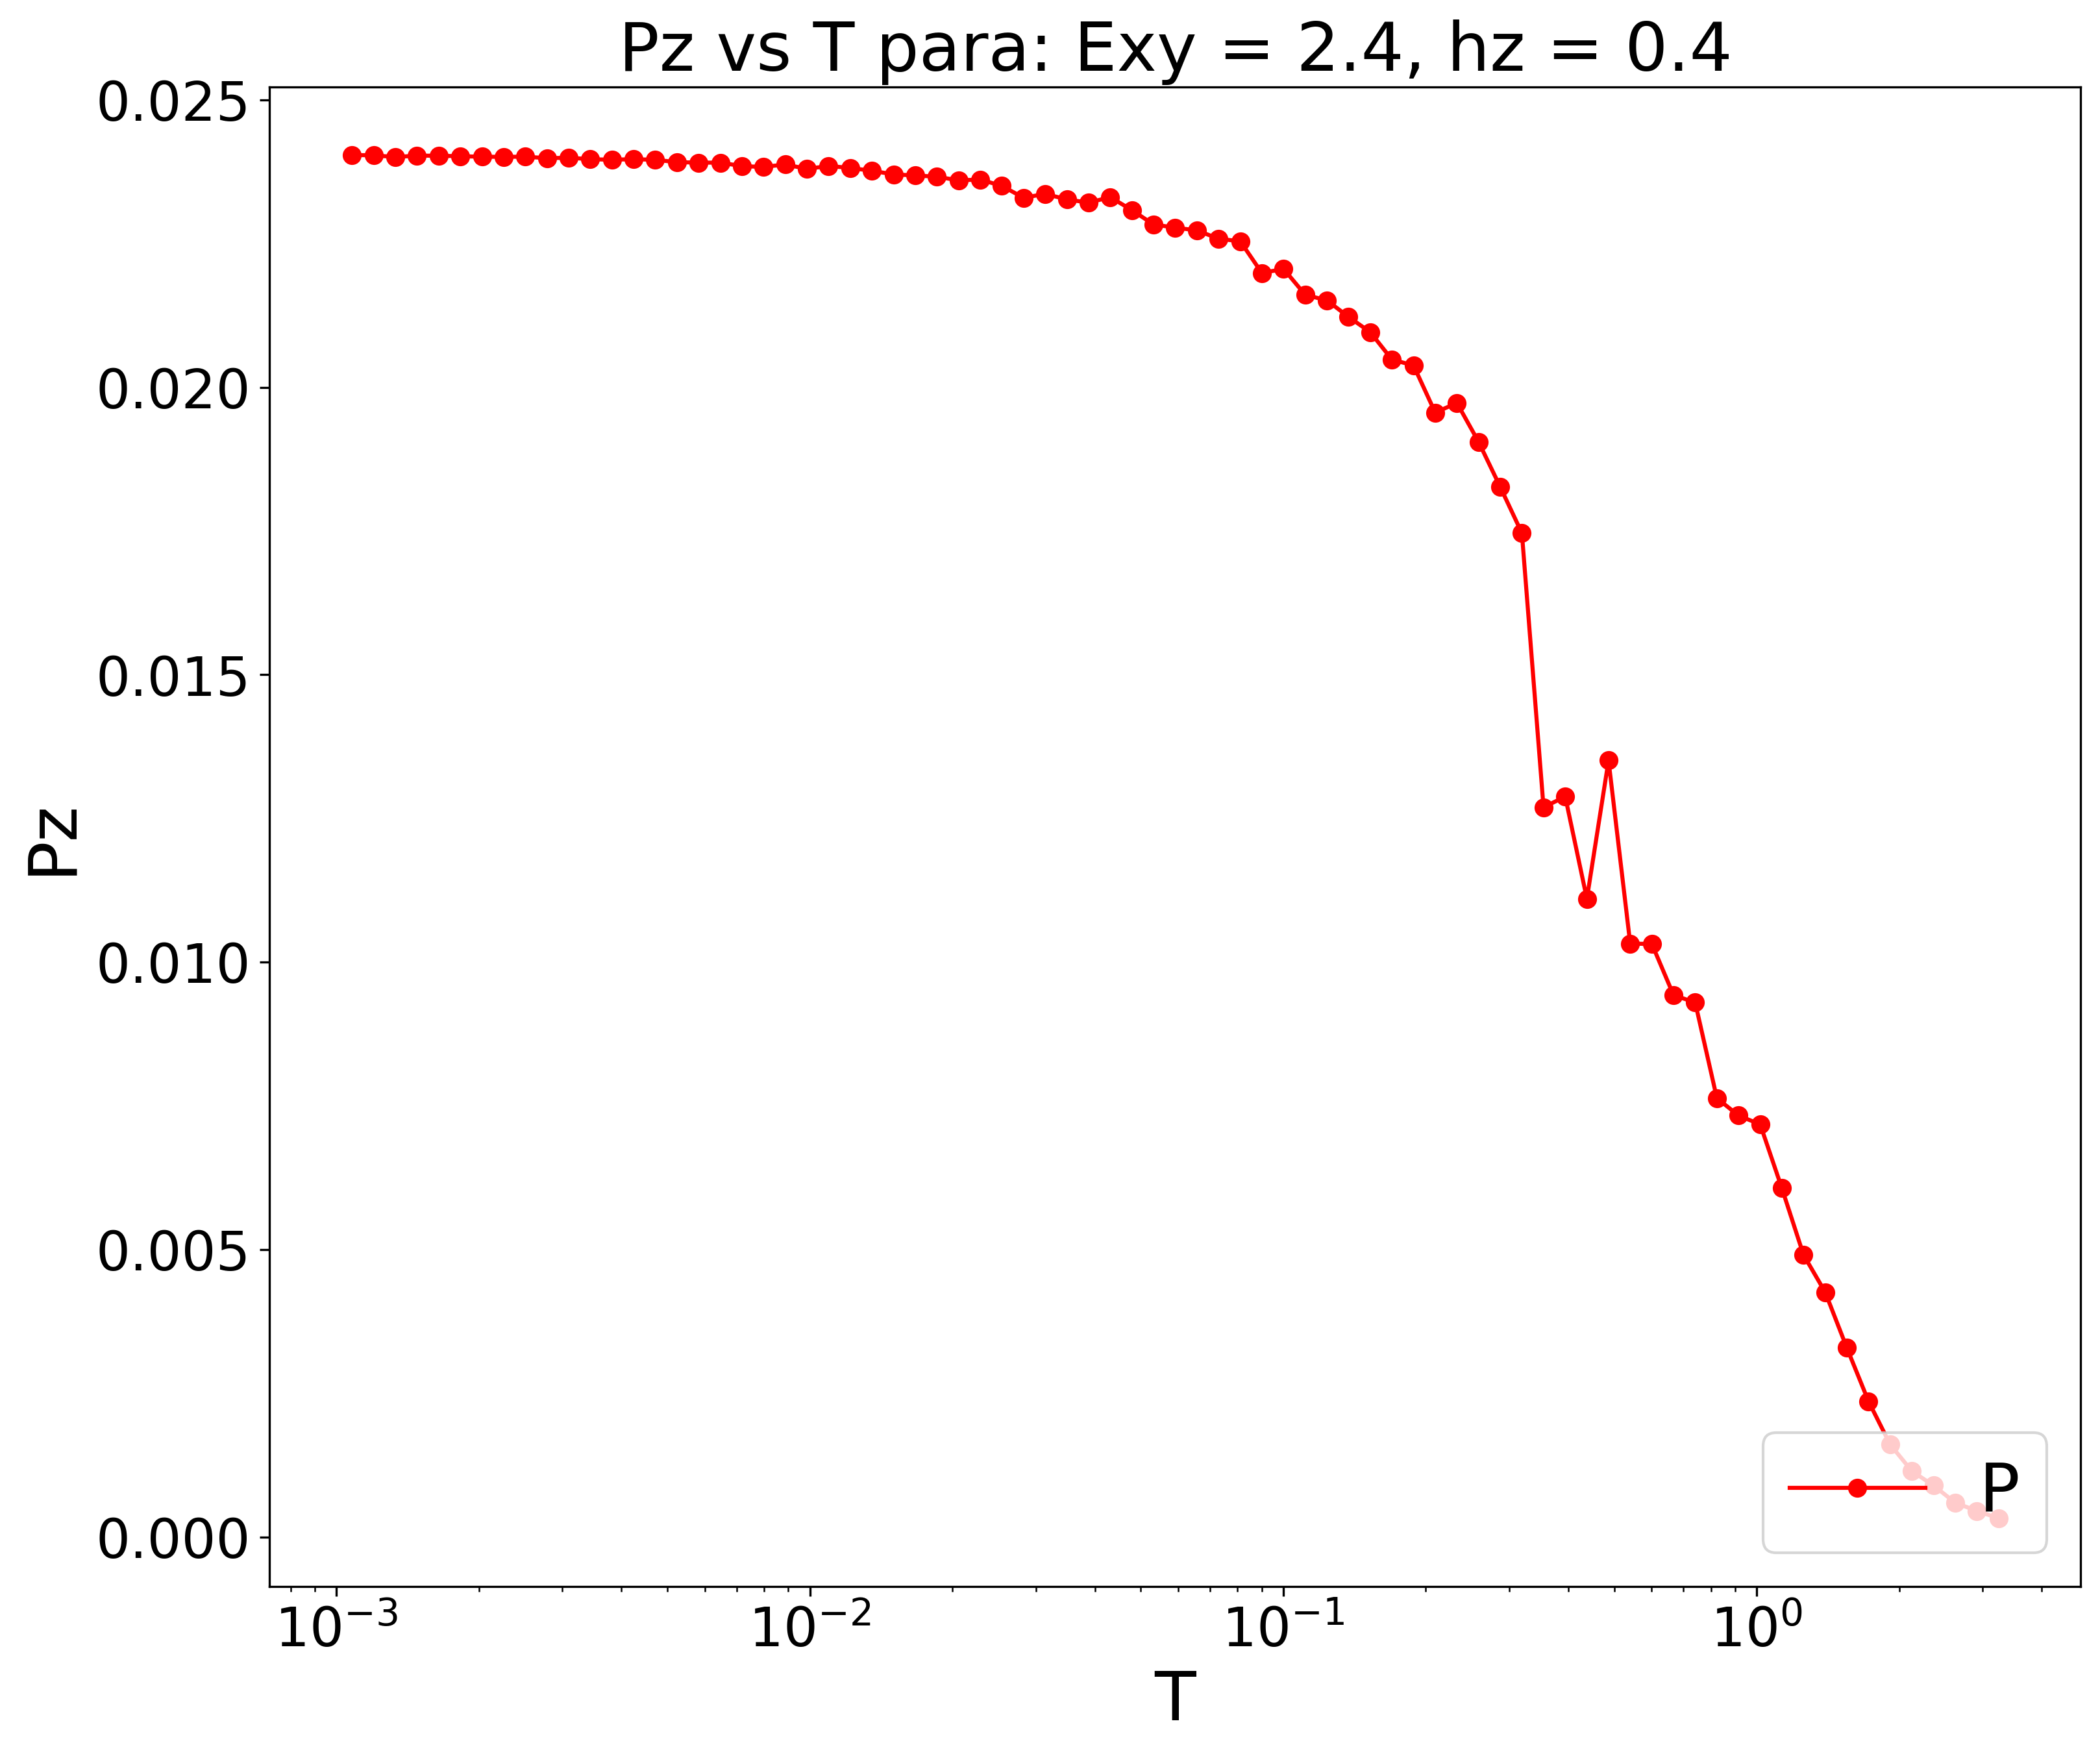 Pz vs T para: Exy = 2.4, hz = 0.4
0.025
0.020
0.015
0.010
0.005
0.000
Pz
P
10⁻³ 10⁻² 10⁻¹ 10⁰
T